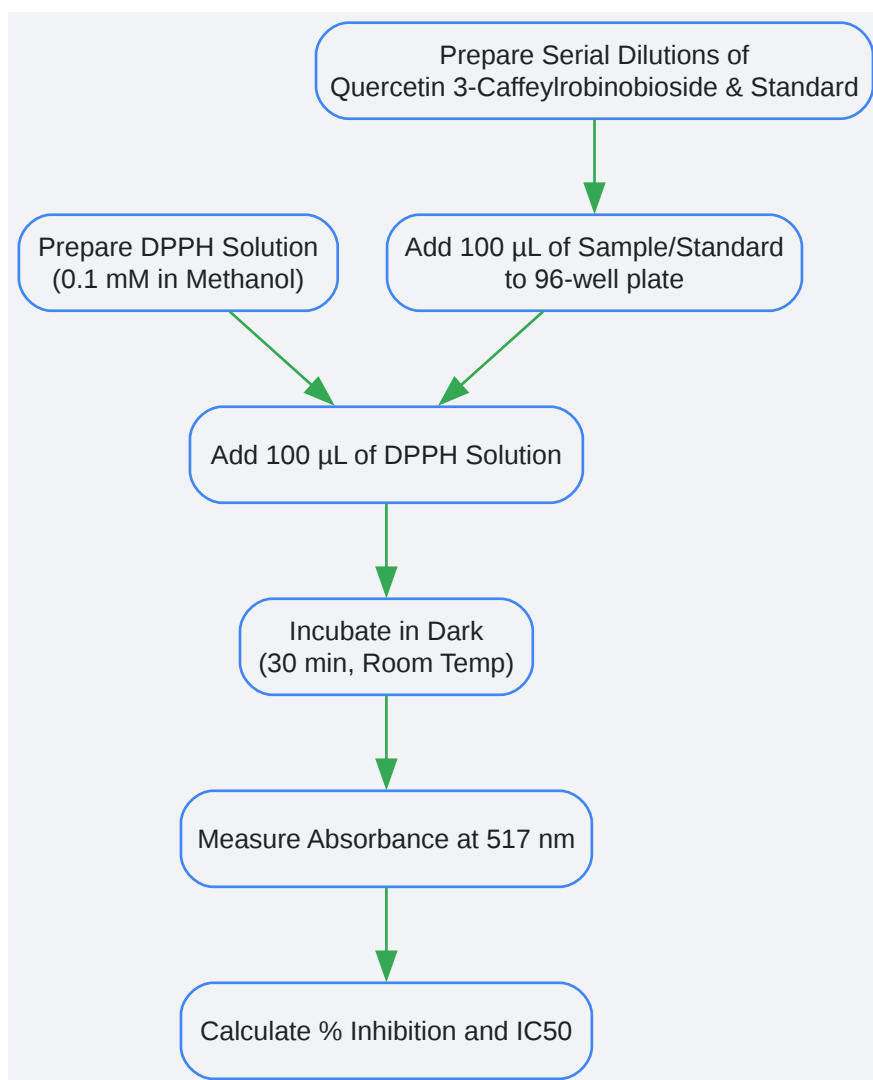 Prepare Serial Dilutions of
Quercetin 3-Caffeylrobinobioside & Standard
Prepare DPPH Solution
(0.1 mM in Methanol)
Add 100 µL of Sample/Standard
to 96-well plate
Add 100 µL of DPPH Solution
Incubate in Dark
(30 min, Room Temp)
Measure Absorbance at 517 nm
Calculate % Inhibition and IC50